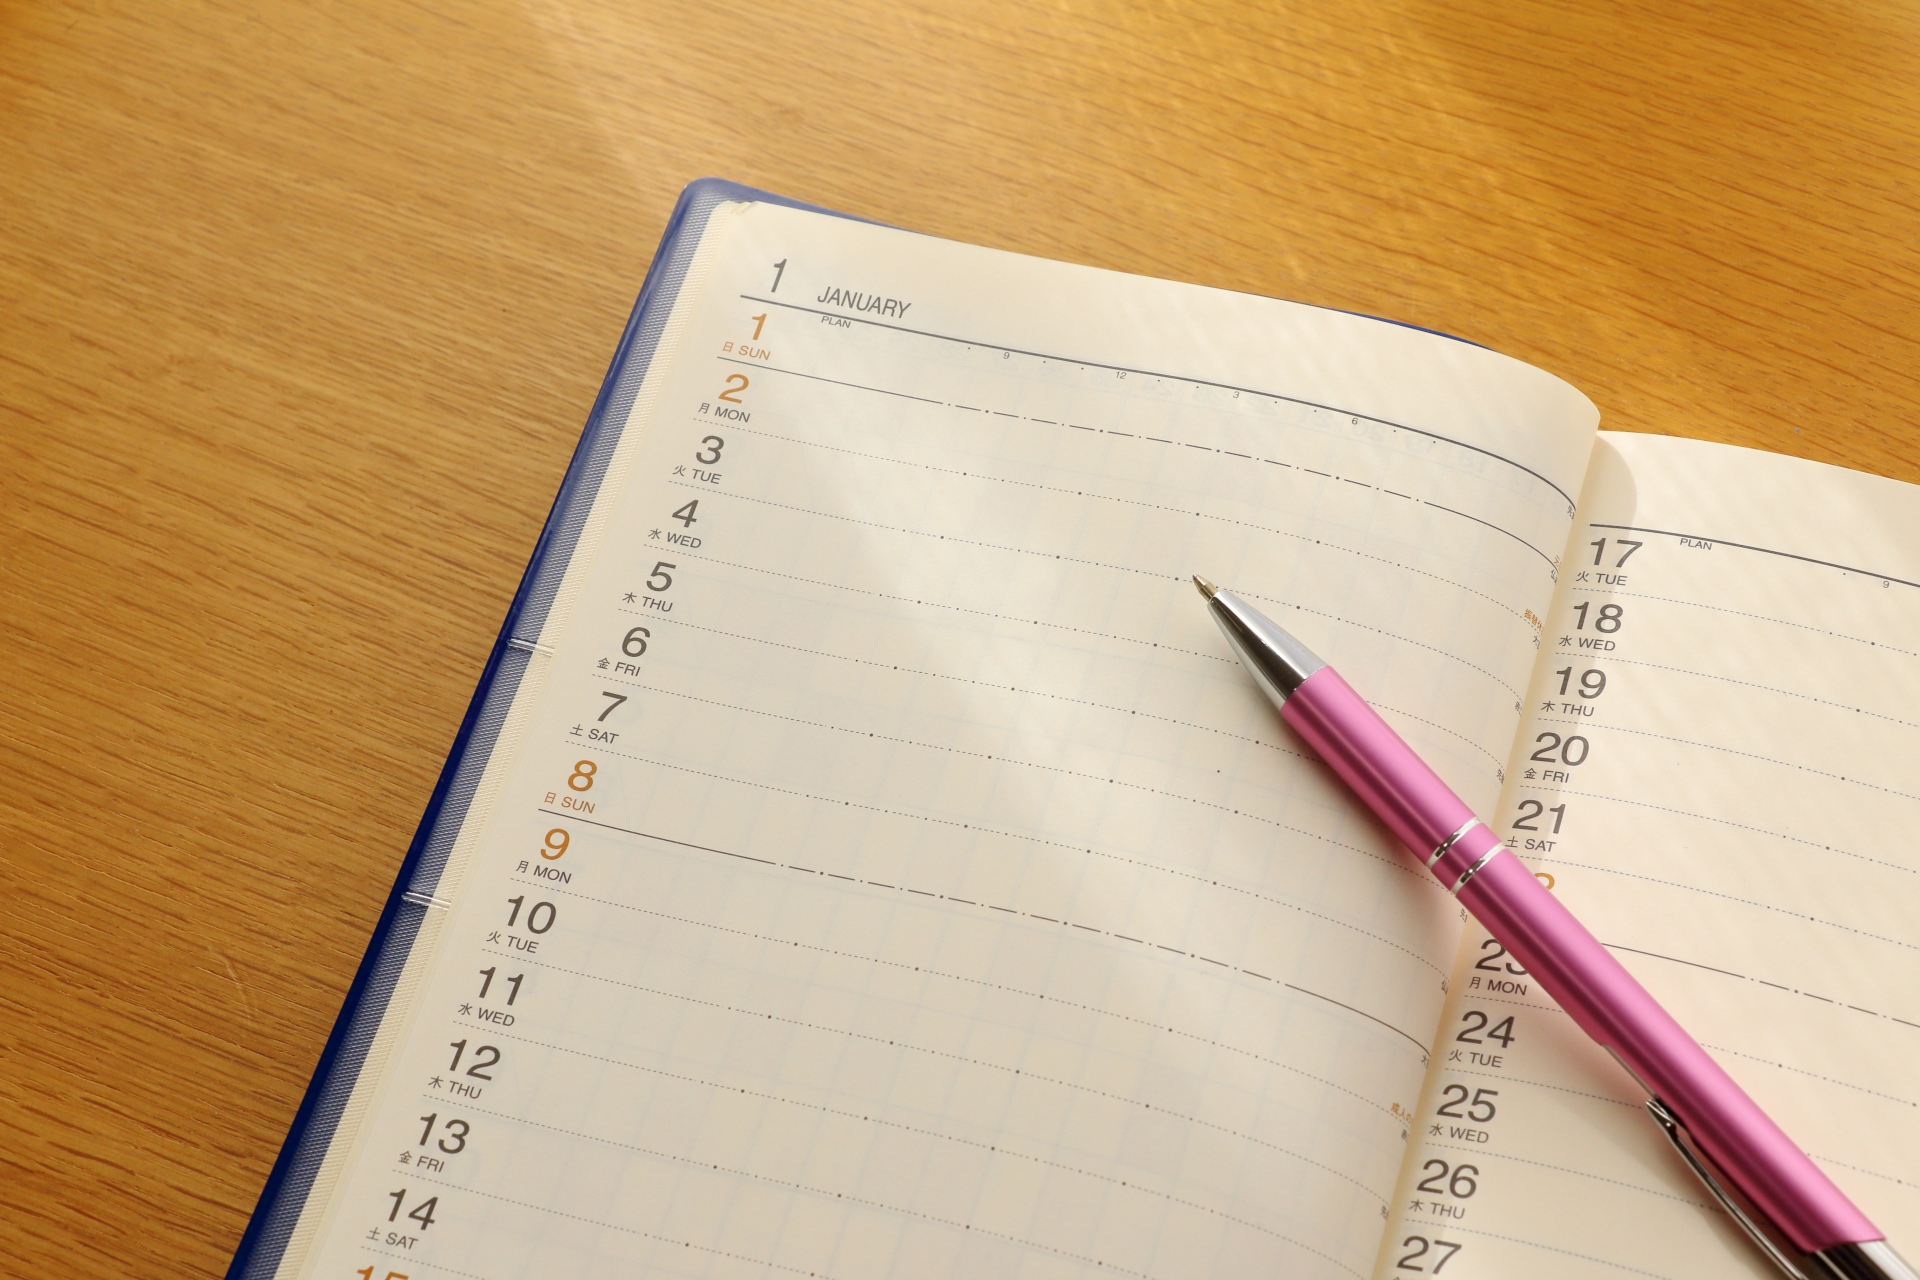 1 JANUARY
PLAN 9 12 3 6
1
日 SUN
2
月 MON
3
火 TUE
4
水 WED
5
木 THU
6
金 FRI
7
土 SAT
8
日 SUN
9
月 MON
10
火 TUE
11
水 WED
12
木 THU
13
金 FRI
14
土 SAT
15
PLAN 9
17
火 TUE
18
水 WED
19
木 THU
20
金 FRI
21
土 SAT
23
月 MON
24
火 TUE
25
水 WED
26
木 THU
27